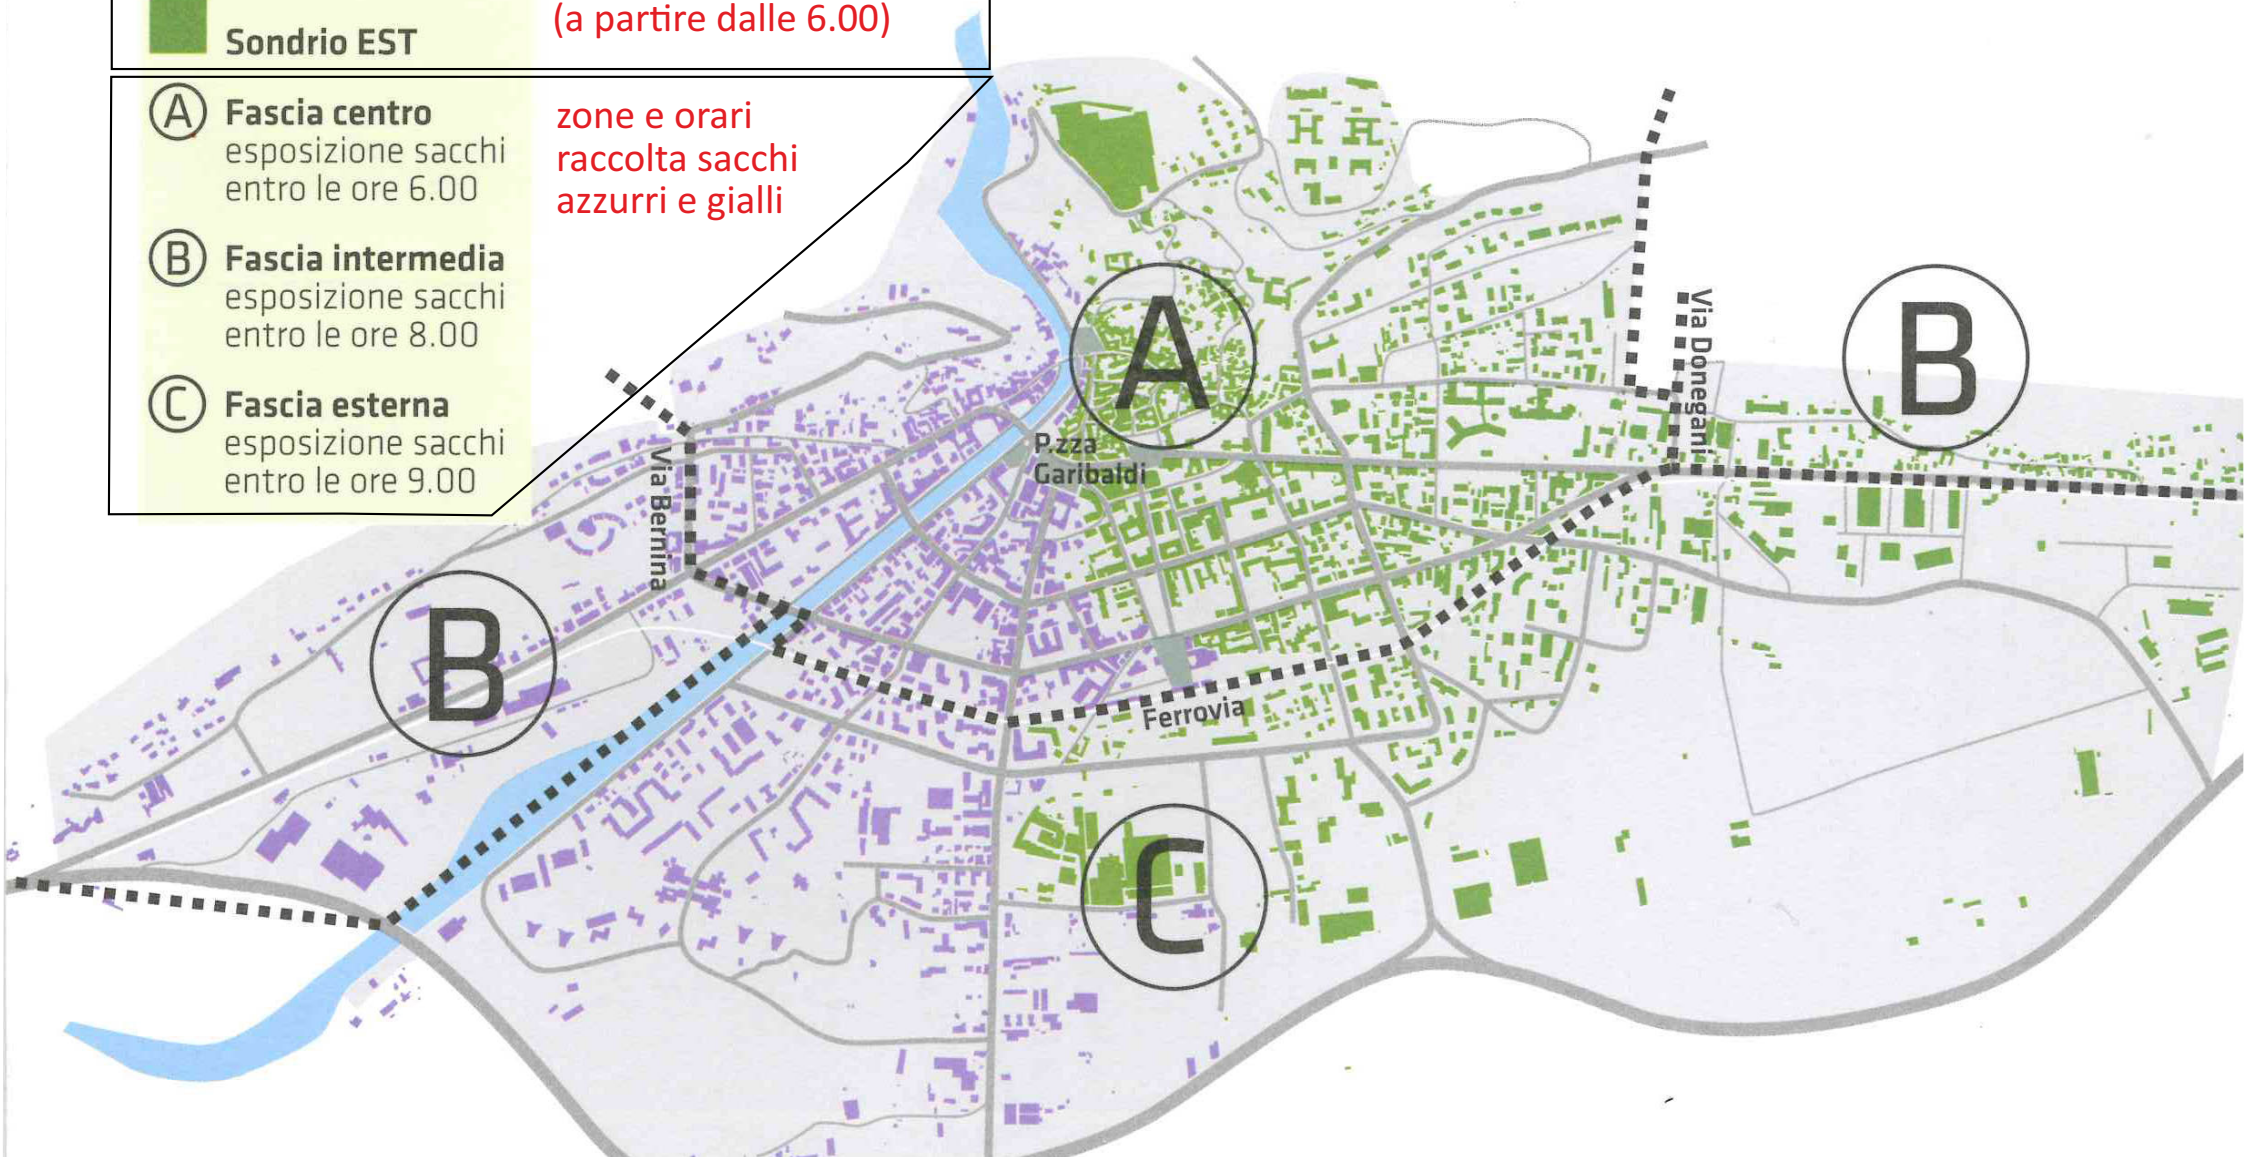 (a partire dalle 6.00)
Sondrio EST
A Fascia centro
esposizione sacchi
entro le ore 6.00
zone e orari
raccolta sacchi
azzurri e gialli
B Fascia intermedia
esposizione sacchi
entro le ore 8.00
C Fascia esterna
esposizione sacchi
entro le ore 9.00
A
B
Via Donegani
P.zza
Garibaldi
Via Bernina
B
Ferrovia
C